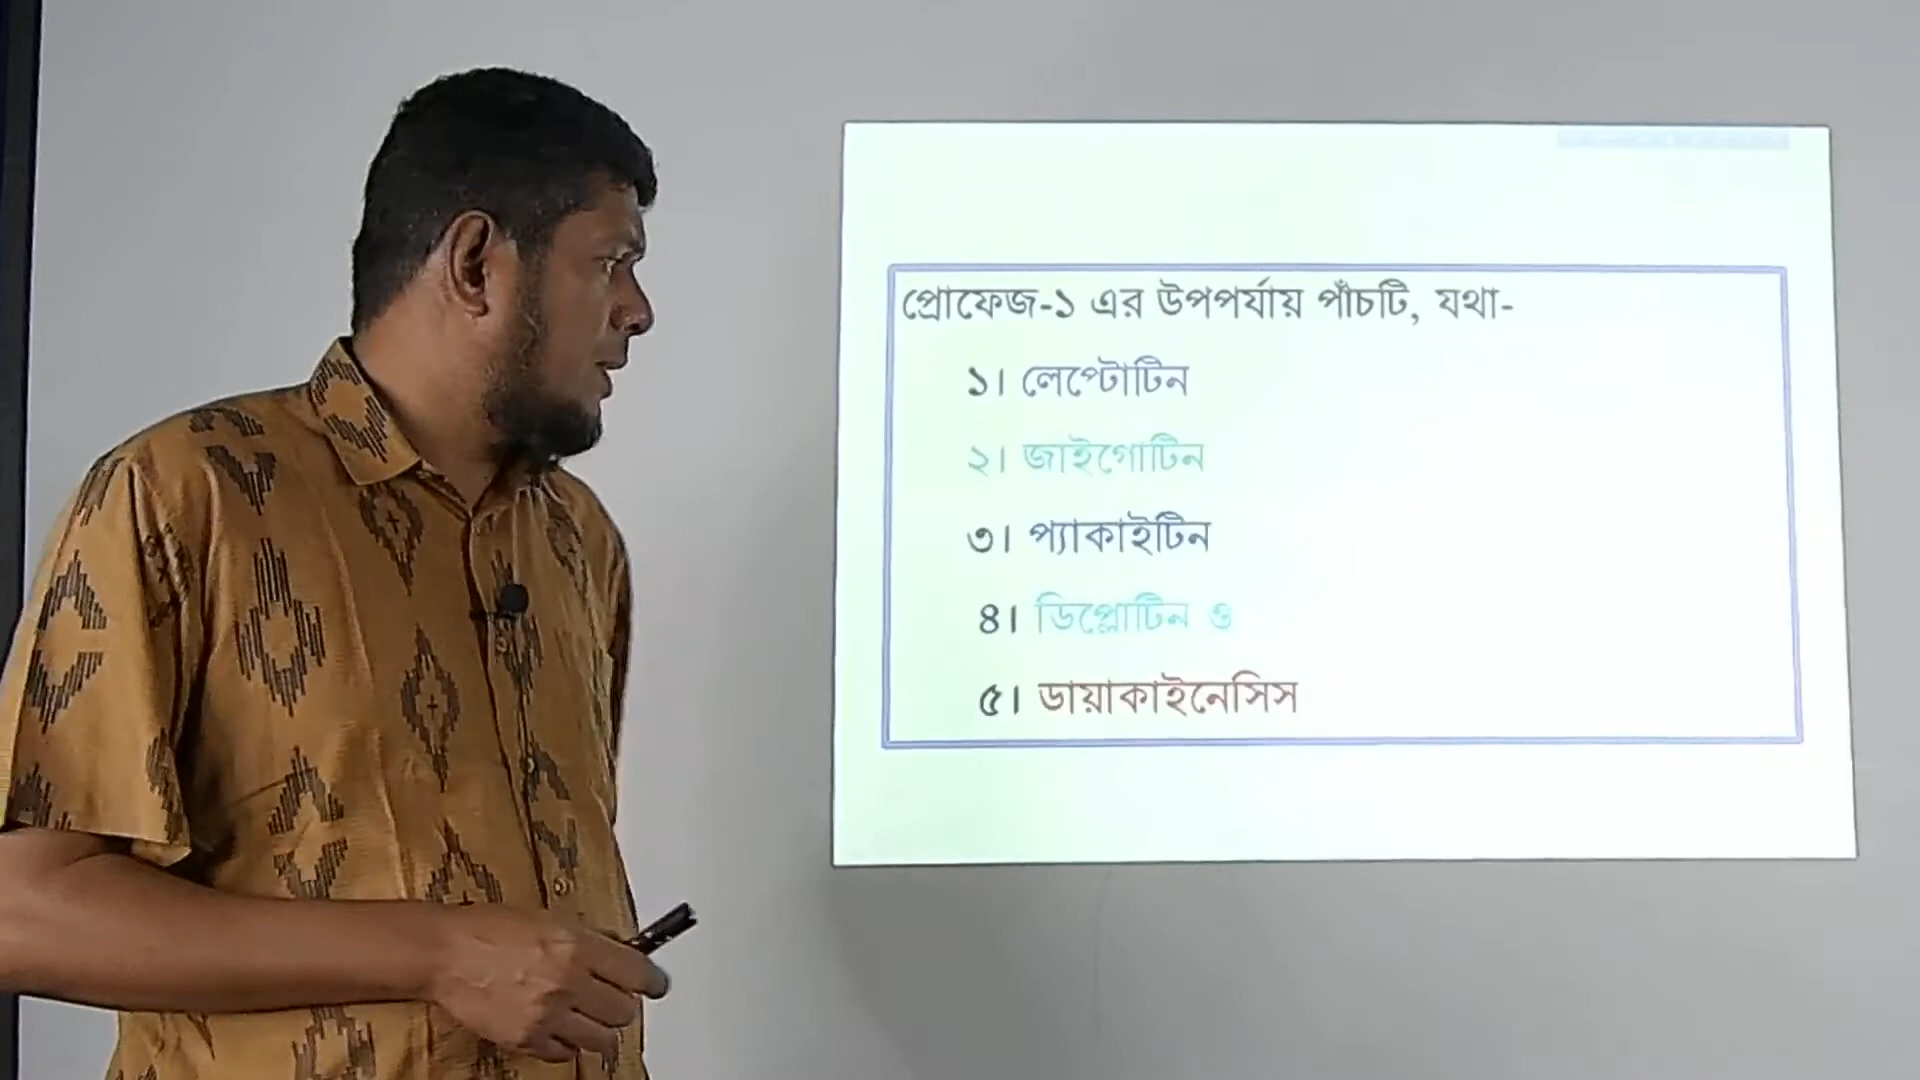 প্রোফেজ-১ এর উপপর্যায় পাঁচটি, যথা-
১। লেপ্টোটিন
২। জাইগোটিন
৩। প্যাকাইটিন
৪। ডিপ্লোটিন ও
৫। ডায়াকাইনেসিস